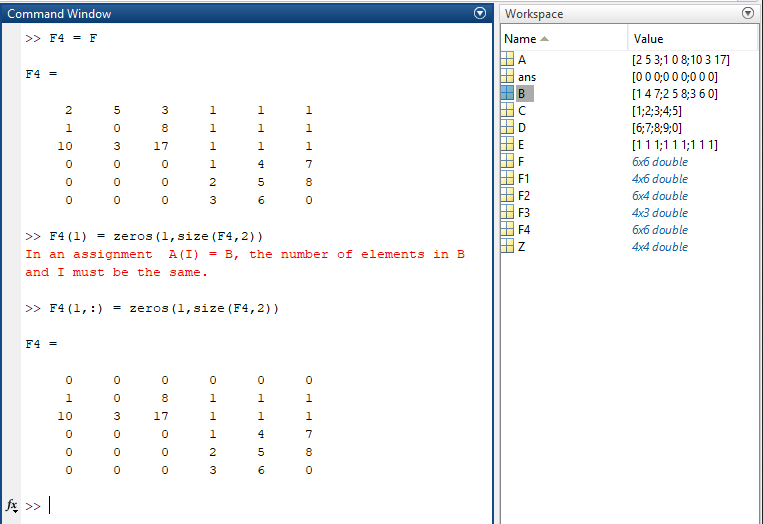 Command Window
>> F4 = F
F4 =
2 5 3 1 1 1
1 0 8 1 1 1
10 3 17 1 1 1
0 0 0 1 4 7
0 0 0 2 5 8
0 0 0 3 6 0
>> F4(1) = zeros(1,size(F4,2))
In an assignment  A(I) = B, the number of elements in B
and I must be the same.
>> F4(1,:) = zeros(1,size(F4,2))
F4 =
0 0 0 0 0 0
1 0 8 1 1 1
10 3 17 1 1 1
0 0 0 1 4 7
0 0 0 2 5 8
0 0 0 3 6 0
fx >>
Workspace
Name Value
A [2 5 3;1 0 8;10 3 17]
ans [0 0 0;0 0 0;0 0 0]
B [1 4 7;2 5 8;3 6 0]
C [1;2;3;4;5]
D [6;7;8;9;0]
E [1 1 1;1 1 1;1 1 1]
F 6x6 double
F1 4x6 double
F2 6x4 double
F3 4x3 double
F4 6x6 double
Z 4x4 double